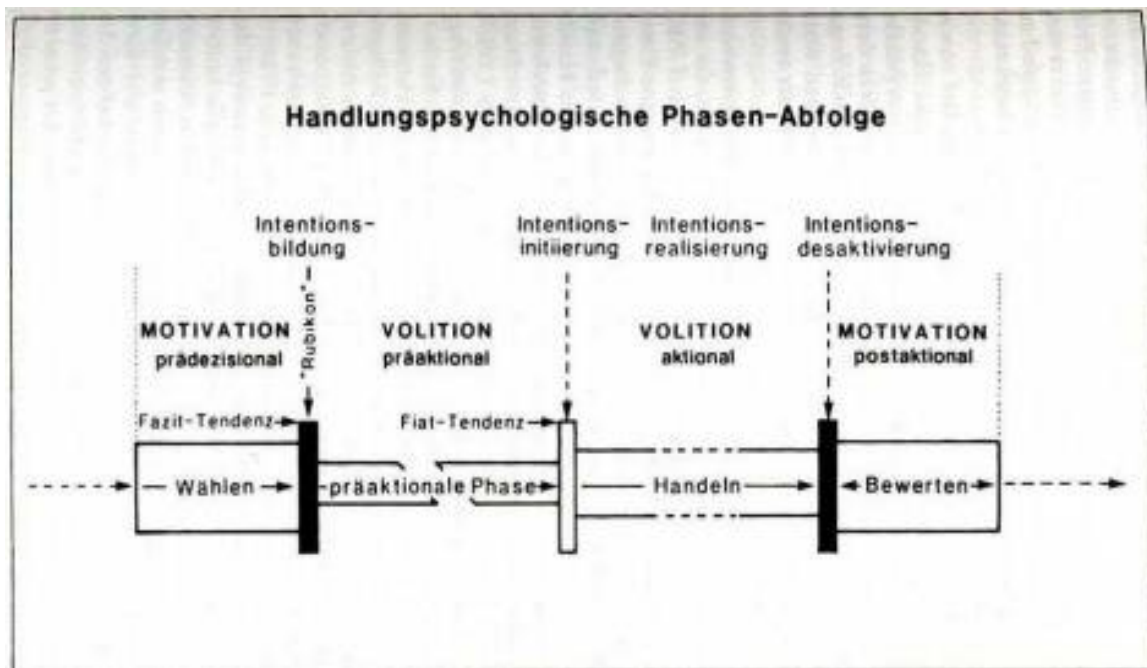 Handlungspsychologische Phasen-Abfolge
Intentions-
bildung
Intentions-
initiierung
Intentions-
realisierung
Intentions-
desaktivierung
"Rubikon"
MOTIVATION
prädezisional
VOLITION
präaktional
VOLITION
aktional
MOTIVATION
postaktional
Fazit-Tendenz
Fiat-Tendenz
Wählen
präaktionale Phase
Handeln
Bewerten